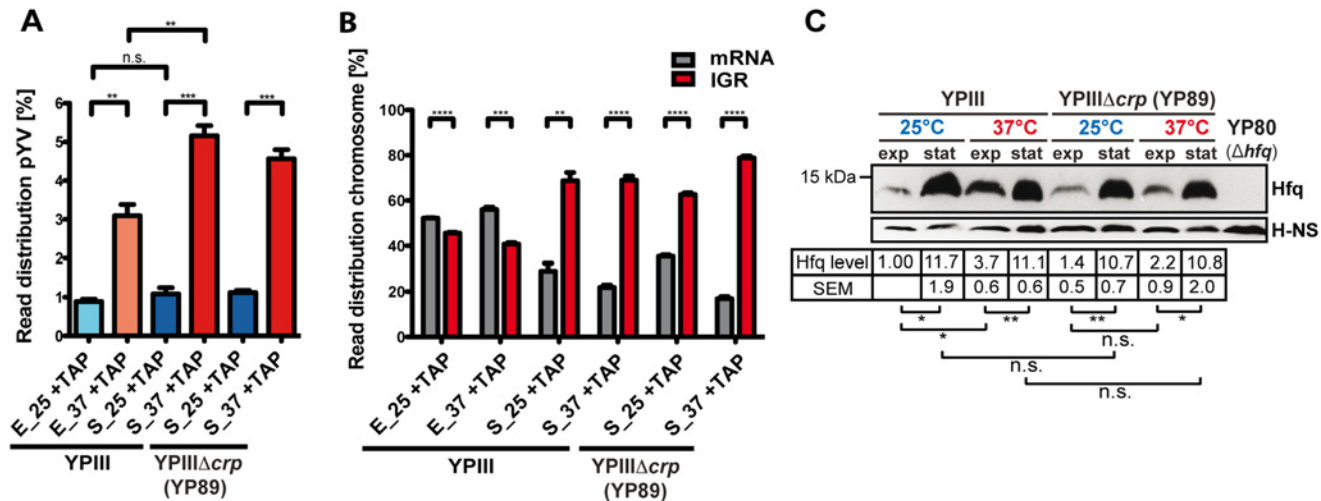 A
Read distribution pYV [%]
6
5
4
3
2
1
0
**
n.s.
**
***
***
E_25 +TAP
E_37 +TAP
S_25 +TAP
S_37 +TAP
S_25 +TAP
S_37 +TAP
YPIII
YPIIIΔcrp
(YP89)
B
Read distribution chromosome [%]
mRNA
IGR
100
80
60
40
20
0
****
***
**
****
****
****
E_25 +TAP
E_37 +TAP
S_25 +TAP
S_37 +TAP
S_25 +TAP
S_37 +TAP
YPIII
YPIIIΔcrp
(YP89)
C
YPIII YPIIIΔcrp (YP89)
25°C 37°C 25°C 37°C YP80
exp stat exp stat exp stat exp stat (Δhfq)
15 kDa
Hfq
H-NS
Hfq level 1.00 11.7 3.7 11.1 1.4 10.7 2.2 10.8
SEM 1.9 0.6 0.6 0.5 0.7 0.9 2.0
* ** ** *
* n.s.
n.s.
n.s.